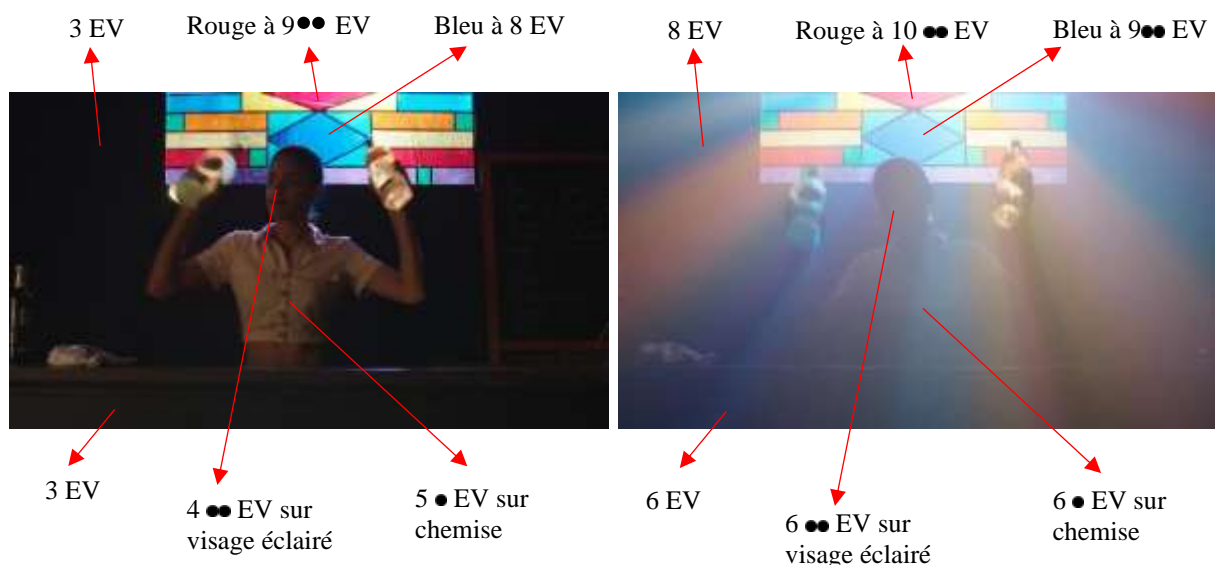 3 EV
Rouge à 9●● EV
Bleu à 8 EV
8 EV
Rouge à 10 ●● EV
Bleu à 9●● EV
3 EV
4 ●● EV sur
visage éclairé
5 ● EV sur
chemise
6 EV
6 ●● EV sur
visage éclairé
6 ● EV sur
chemise